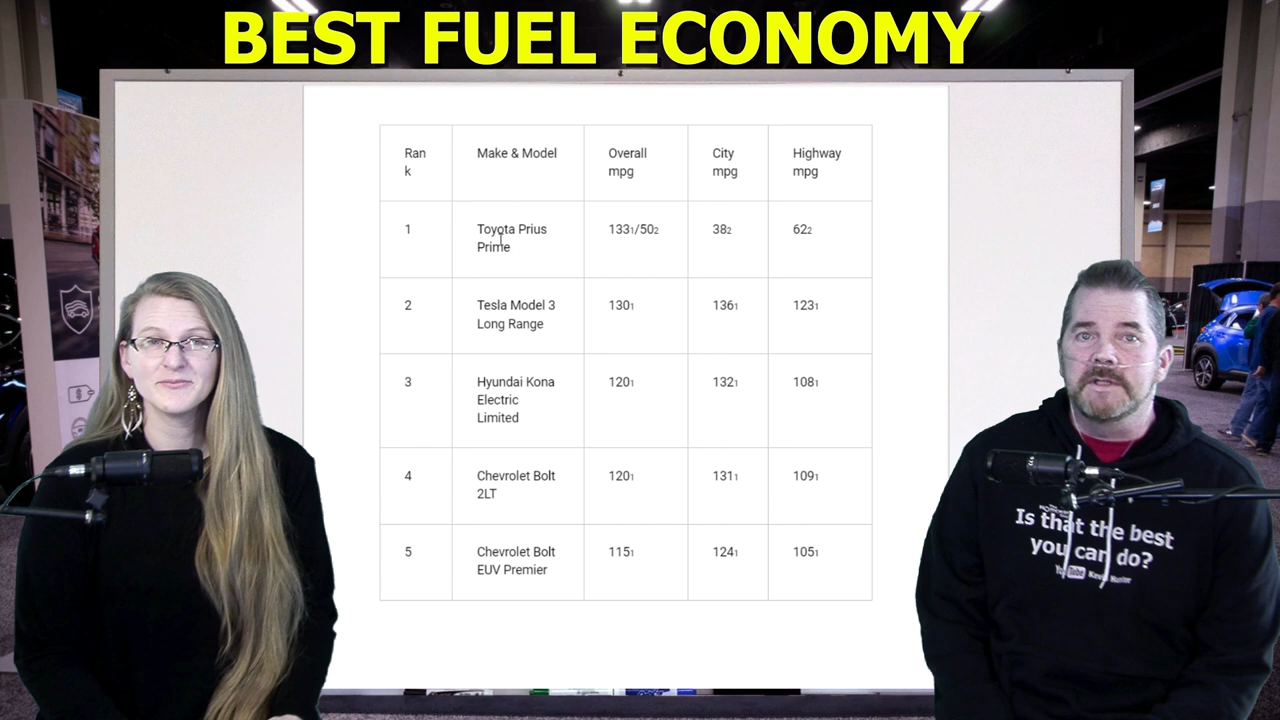 BEST FUEL ECONOMY
Ran
k
Make & Model
Overall
mpg
City
mpg
Highway
mpg
1
Toyota Prius
Prime
133₁/50₂
38₂
62₂
2
Tesla Model 3
Long Range
130₁
136₁
123₁
3
Hyundai Kona
Electric
Limited
120₁
132₁
108₁
4
Chevrolet Bolt
2LT
120₁
131₁
109₁
5
Chevrolet Bolt
EUV Premier
115₁
124₁
105₁
Is that the best
you can do?
YouTube Kevin Hunter